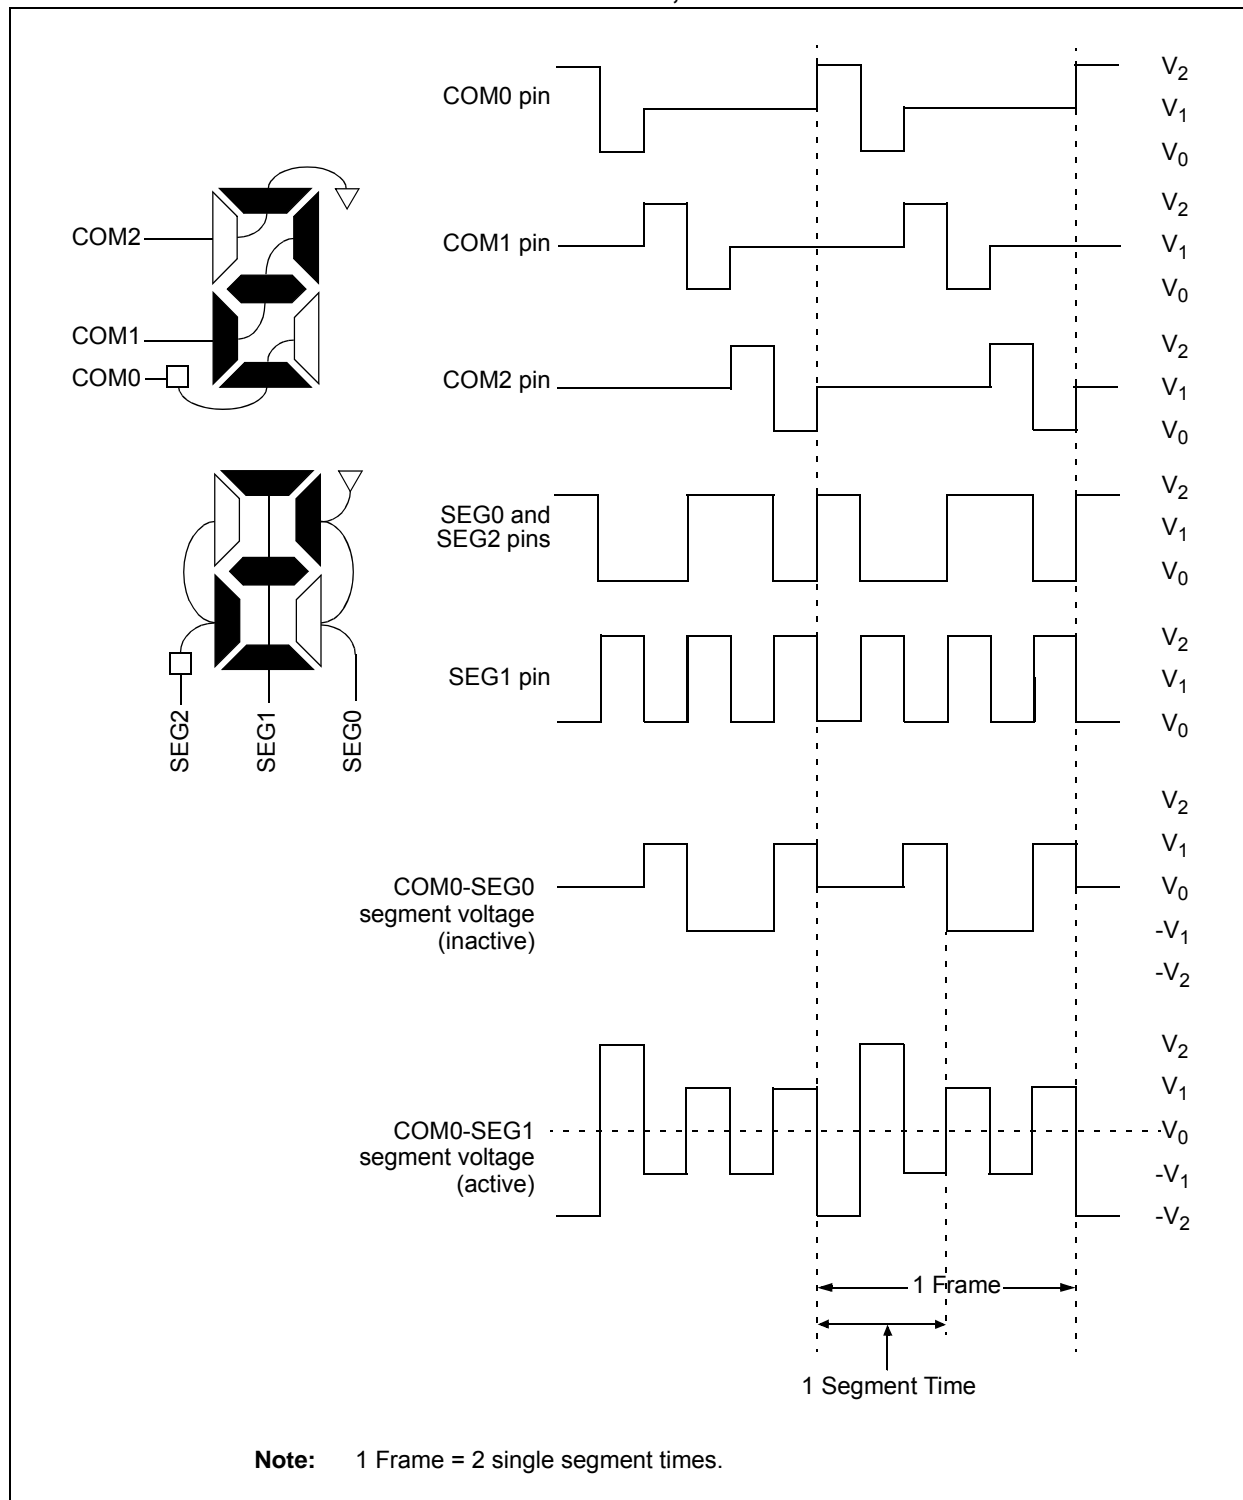 COM0 pin
V2
V1
V0
COM2
COM1
COM0
COM1 pin
V2
V1
V0
COM2 pin
V2
V1
V0
SEG2
SEG1
SEG0
SEG0 and
SEG2 pins
V2
V1
V0
SEG1 pin
V2
V1
V0
COM0-SEG0
segment voltage
(inactive)
V2
V1
V0
-V1
-V2
COM0-SEG1
segment voltage
(active)
V2
V1
V0
-V1
-V2
1 Frame
1 Segment Time
Note: 1 Frame = 2 single segment times.